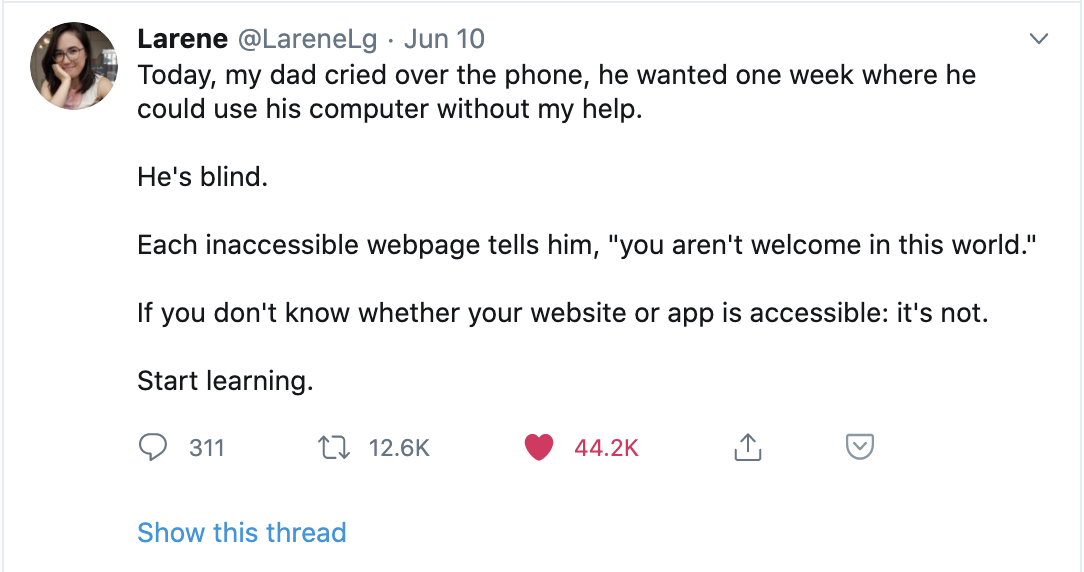 Larene @LareneLg · Jun 10
Today, my dad cried over the phone, he wanted one week where he
could use his computer without my help.
He's blind.
Each inaccessible webpage tells him, "you aren't welcome in this world."
If you don't know whether your website or app is accessible: it's not.
Start learning.
311 12.6K 44.2K
Show this thread